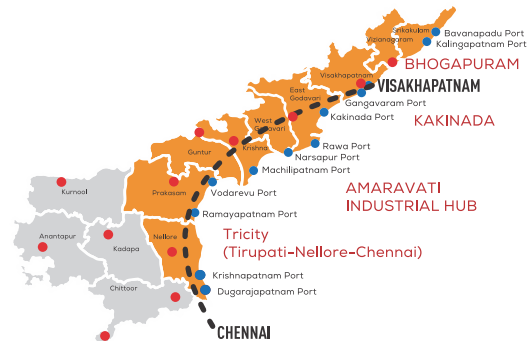 Srikakulam
Bavanapadu Port
Vizianagaram
Kalingapatnam Port
BHOGAPURAM
Visakhapatnam
VISAKHAPATNAM
East
Godavari
Gangavaram Port
Kakinada Port
KAKINADA
West
Godavari
Krishna
Rawa Port
Narsapur Port
Guntur
Machilipatnam Port
Kurnool
Prakasam
Vodarevu Port
AMARAVATI
INDUSTRIAL HUB
Ramayapatnam Port
Anantapur
Kadapa
Nellore
Tricity
(Tirupati-Nellore-Chennai)
Krishnapatnam Port
Chittoor
Dugarajapatnam Port
CHENNAI